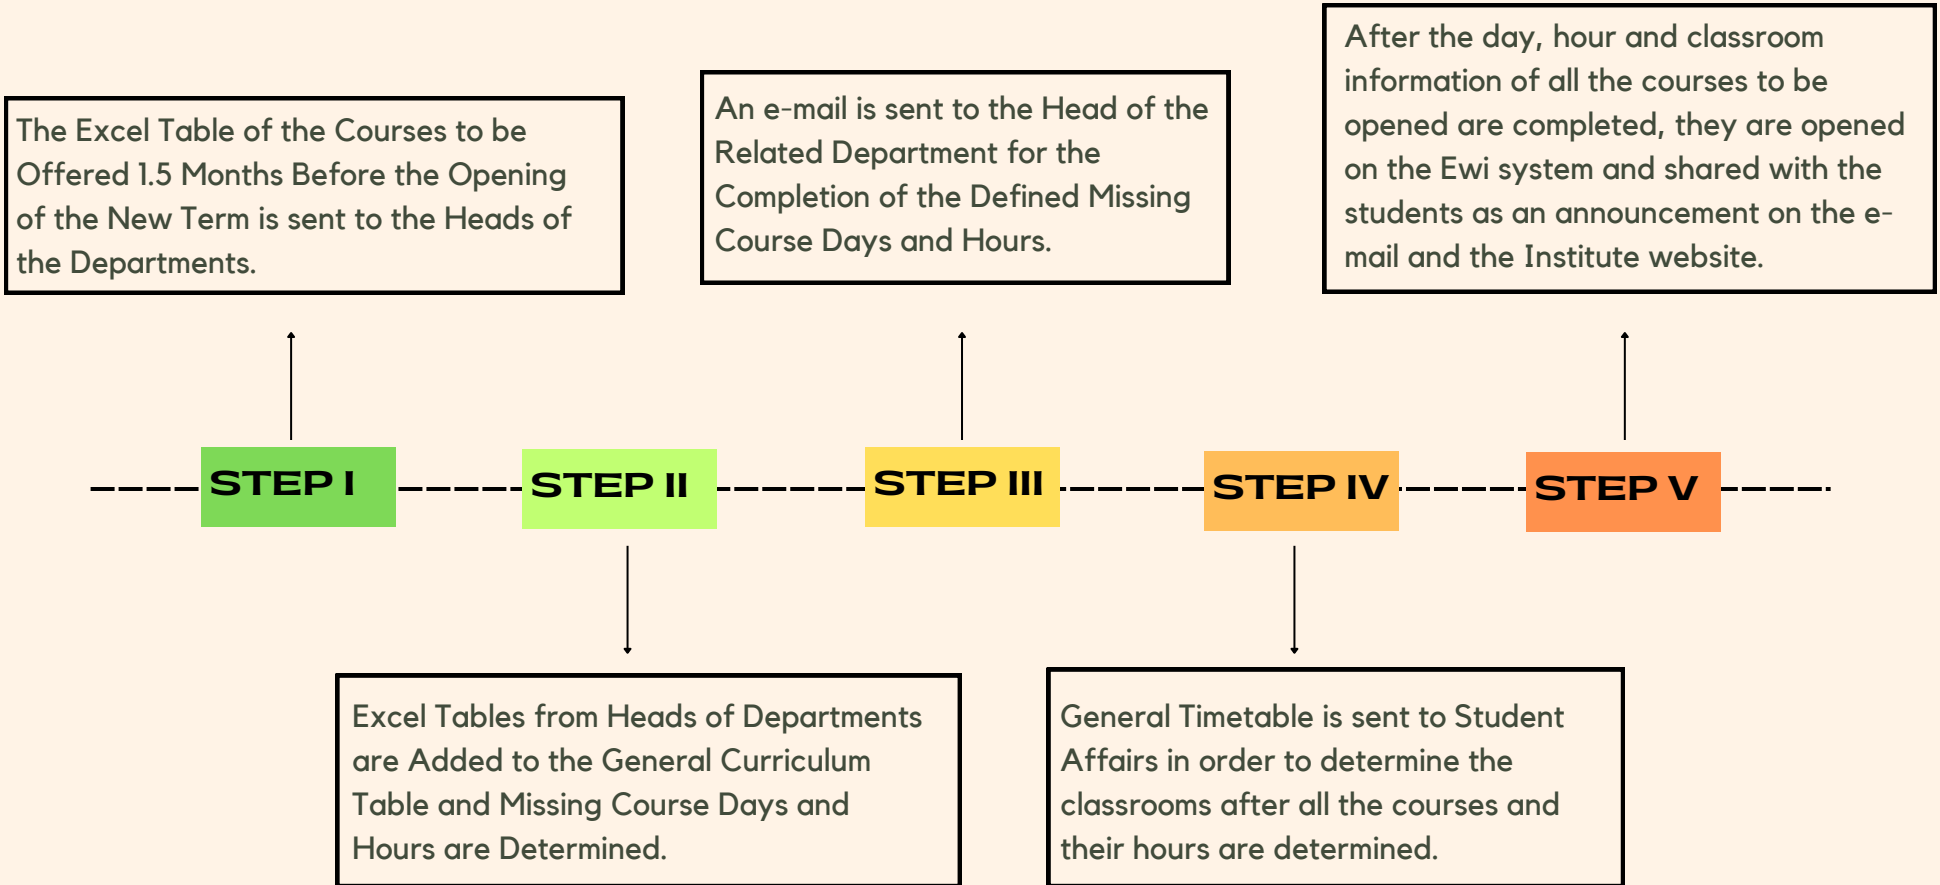 The Excel Table of the Courses to be
Offered 1.5 Months Before the Opening
of the New Term is sent to the Heads of
the Departments.
An e-mail is sent to the Head of the
Related Department for the
Completion of the Defined Missing
Course Days and Hours.
After the day, hour and classroom
information of all the courses to be
opened are completed, they are opened
on the Ewi system and shared with the
students as an announcement on the e-
mail and the Institute website.
STEP I
STEP II
STEP III
STEP IV
STEP V
Excel Tables from Heads of Departments
are Added to the General Curriculum
Table and Missing Course Days and
Hours are Determined.
General Timetable is sent to Student
Affairs in order to determine the
classrooms after all the courses and
their hours are determined.